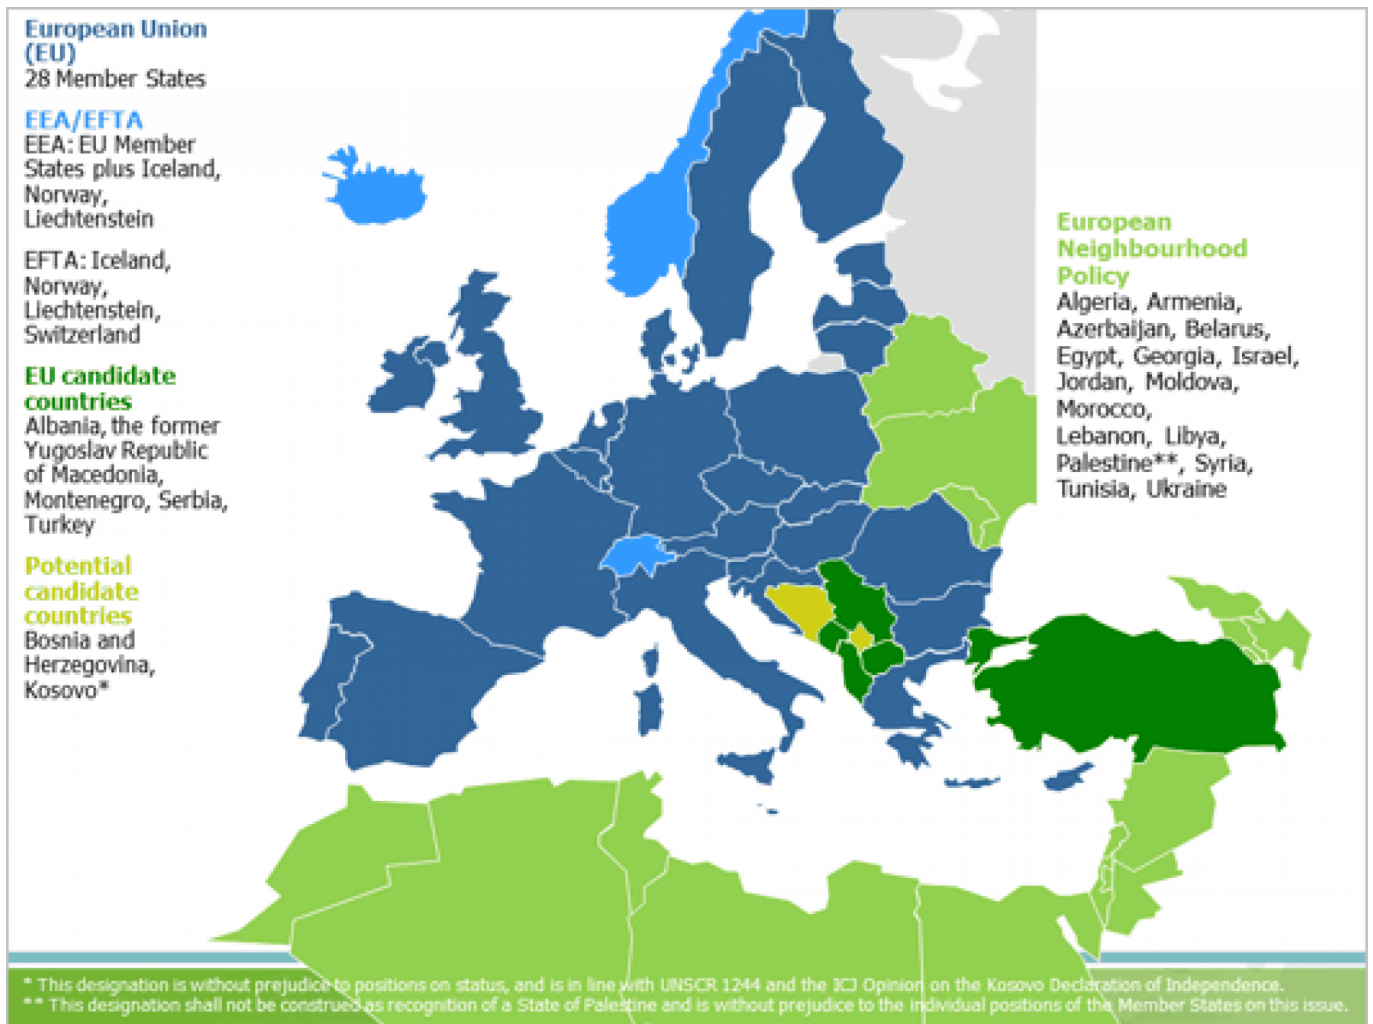 European Union
(EU)
28 Member States
EEA/EFTA
EEA: EU Member
States plus Iceland,
Norway,
Liechtenstein
EFTA: Iceland,
Norway,
Liechtenstein,
Switzerland
EU candidate
countries
Albania, the former
Yugoslav Republic
of Macedonia,
Montenegro, Serbia,
Turkey
Potential
candidate
countries
Bosnia and
Herzegovina,
Kosovo*
European
Neighbourhood
Policy
Algeria, Armenia,
Azerbaijan, Belarus,
Egypt, Georgia, Israel,
Jordan, Moldova,
Morocco,
Lebanon, Libya,
Palestine**, Syria,
Tunisia, Ukraine
* This designation is without prejudice to positions on status, and is in line with UNSCR 1244 and the ICJ Opinion on the Kosovo Declaration of Independence.
** This designation shall not be construed as recognition of a State of Palestine and is without prejudice to the individual positions of the Member States on this issue.